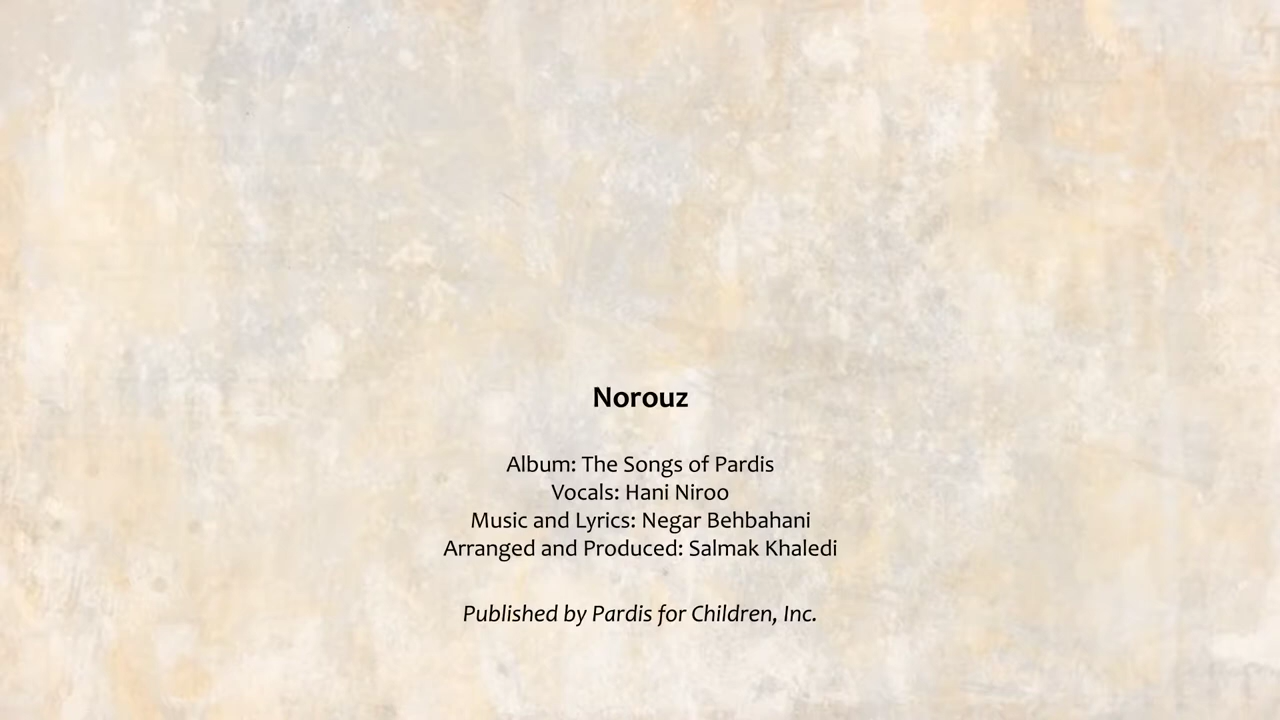 Norouz
Album: The Songs of Pardis
Vocals: Hani Niroo
Music and Lyrics: Negar Behbahani
Arranged and Produced: Salmak Khaledi
Published by Pardis for Children, Inc.